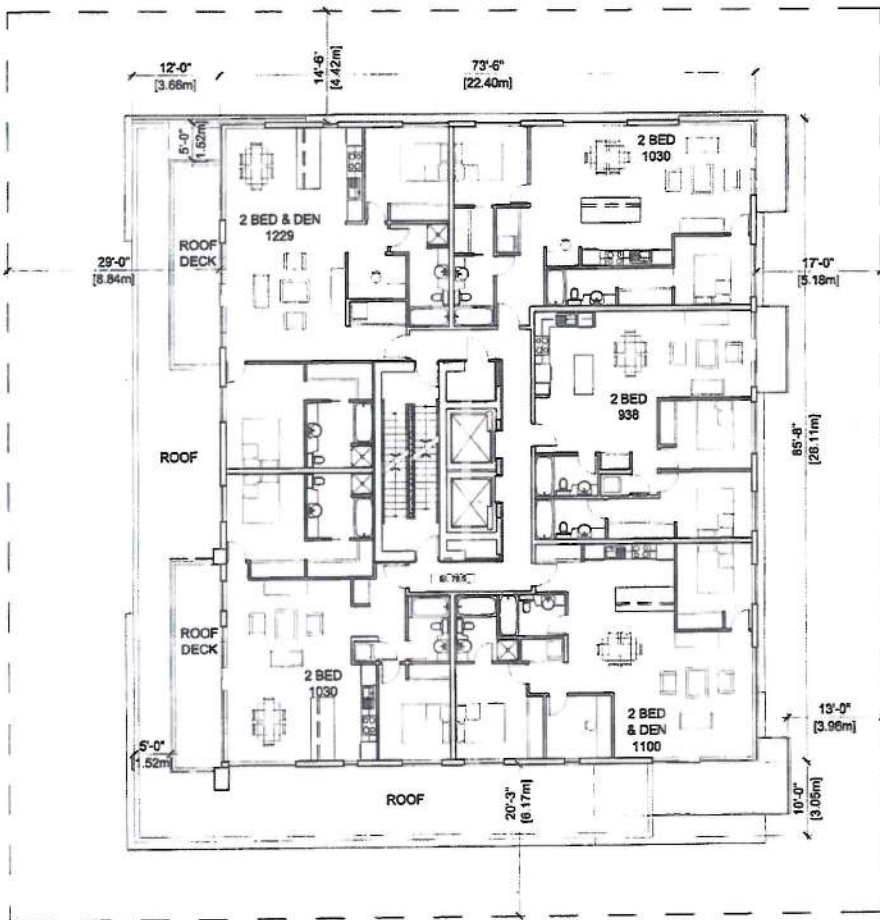 12'-0"
[3.66m]
14'-6"
[4.42m]
73'-6"
[22.40m]
5'-0"
1.52m
2 BED
1030
2 BED & DEN
1229
ROOF
DECK
29'-0"
[8.84m]
17'-0"
[5.18m]
2 BED
938
85'-8"
[26.11m]
ROOF
ROOF
DECK
2 BED
1030
2 BED
& DEN
1100
13'-0"
[3.96m]
5'-0"
1.52m
ROOF
20'-3"
[6.17m]
10'-0"
[3.05m]